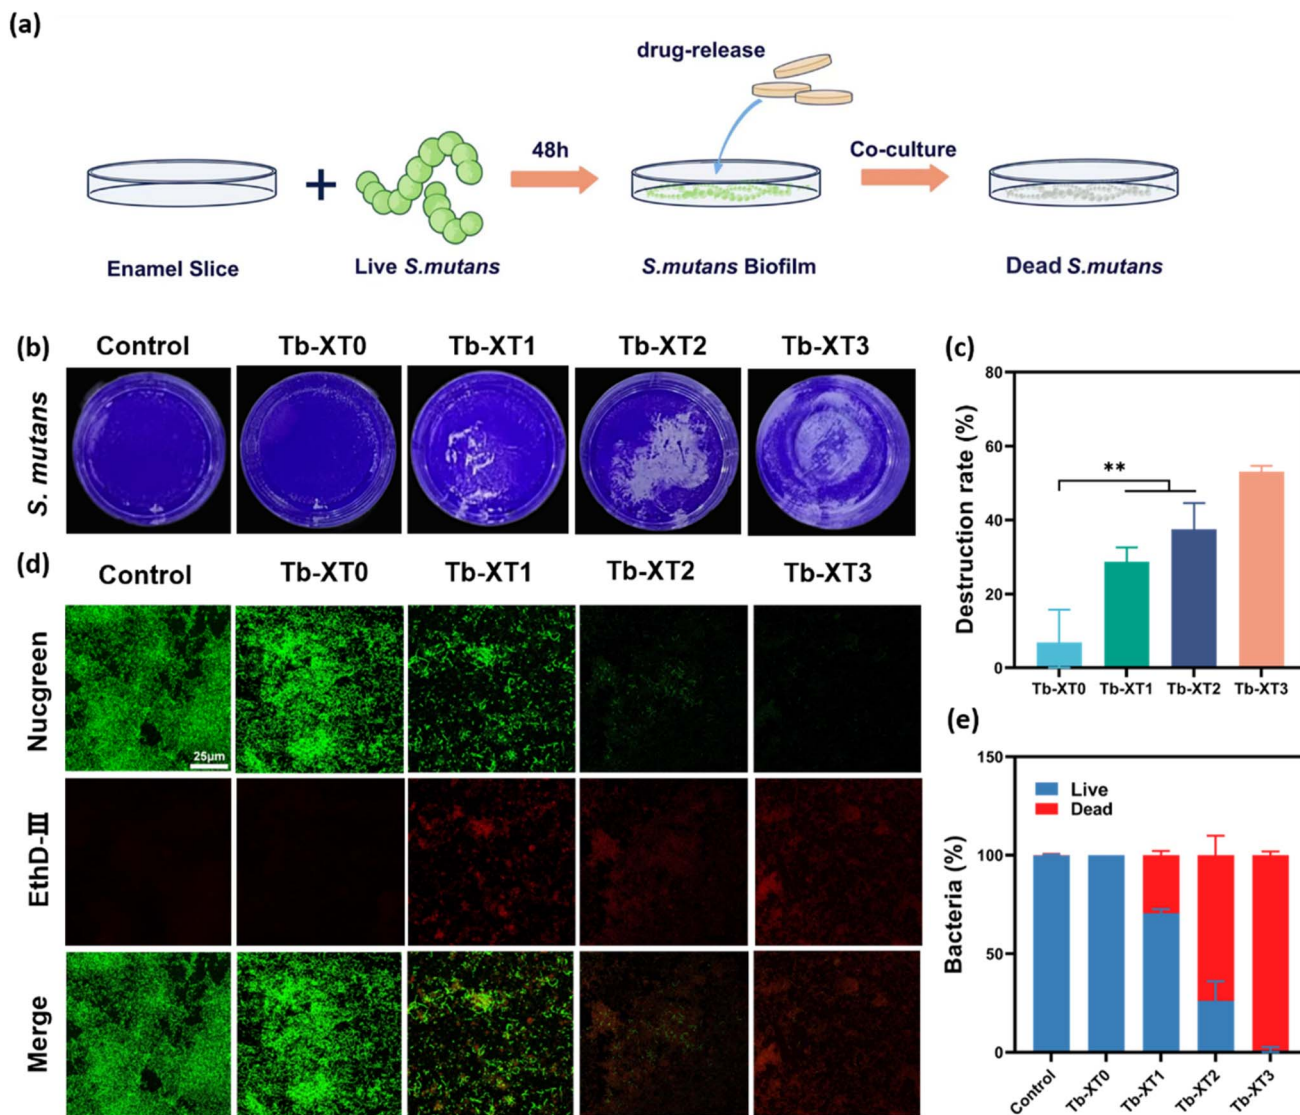 (a)
drug-release
48h
Co-culture
+
Enamel Slice
Live S.mutans
S.mutans Biofilm
Dead S.mutans
(b)
Control
Tb-XT0
Tb-XT1
Tb-XT2
Tb-XT3
S. mutans
(c)
80
60
40
20
0
Destruction rate (%)
**
Tb-XT0
Tb-XT1
Tb-XT2
Tb-XT3
(d)
Control
Tb-XT0
Tb-XT1
Tb-XT2
Tb-XT3
Nucgreen
25μm
EthD-Ⅲ
Merge
(e)
150
100
50
0
Bacteria (%)
Live
Dead
Control
Tb-XT0
Tb-XT1
Tb-XT2
Tb-XT3